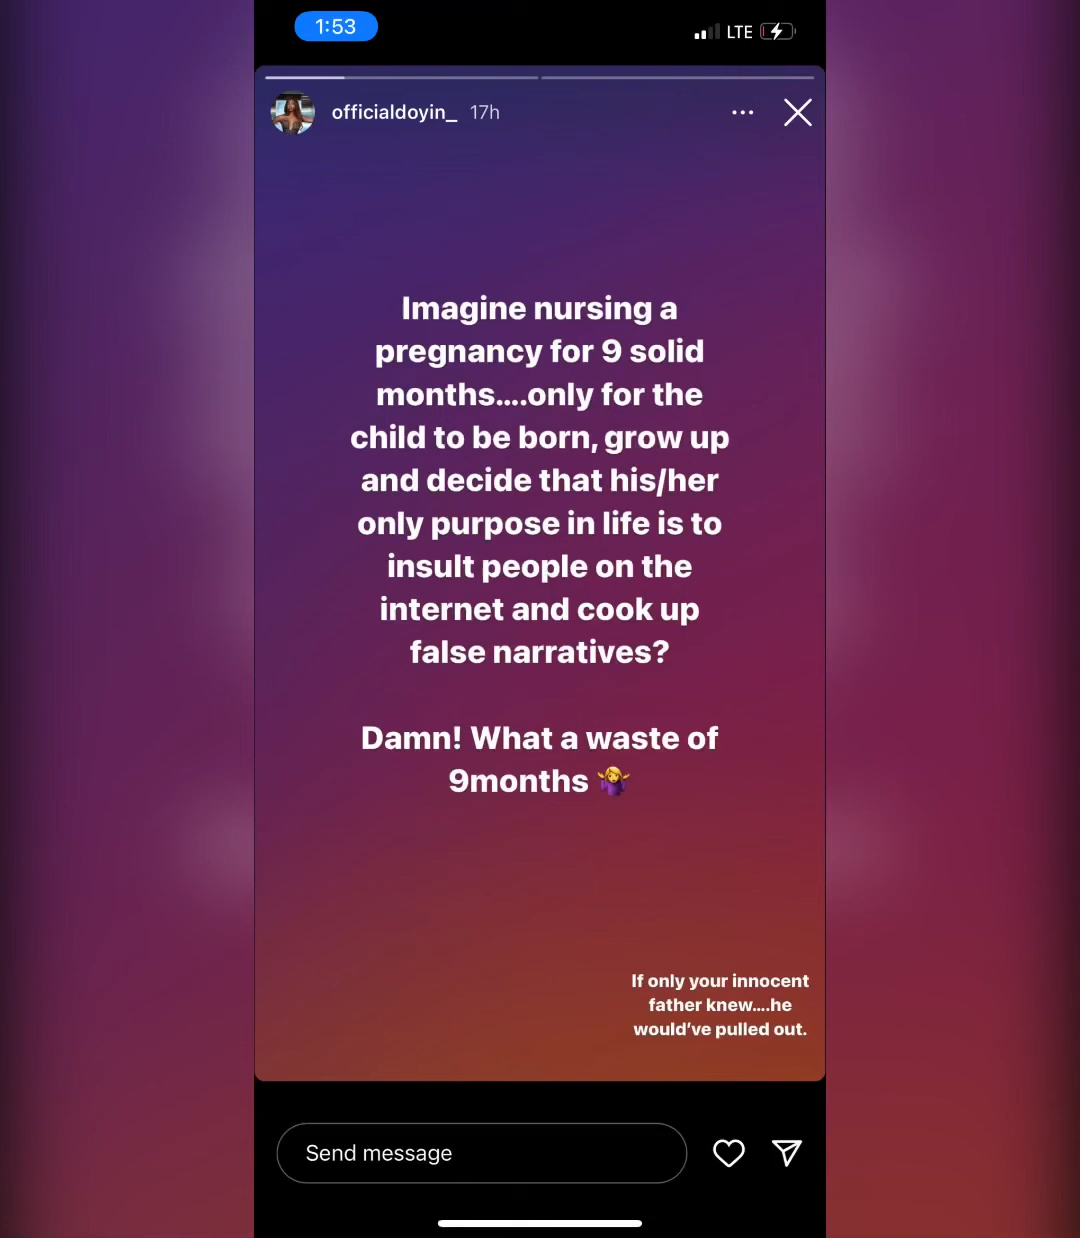 1:53
LTE
officialdoyin_ 17h
Imagine nursing a
pregnancy for 9 solid
months....only for the
child to be born, grow up
and decide that his/her
only purpose in life is to
insult people on the
internet and cook up
false narratives?
Damn! What a waste of
9months 🤷‍♀️
If only your innocent
father knew....he
would've pulled out.
Send message